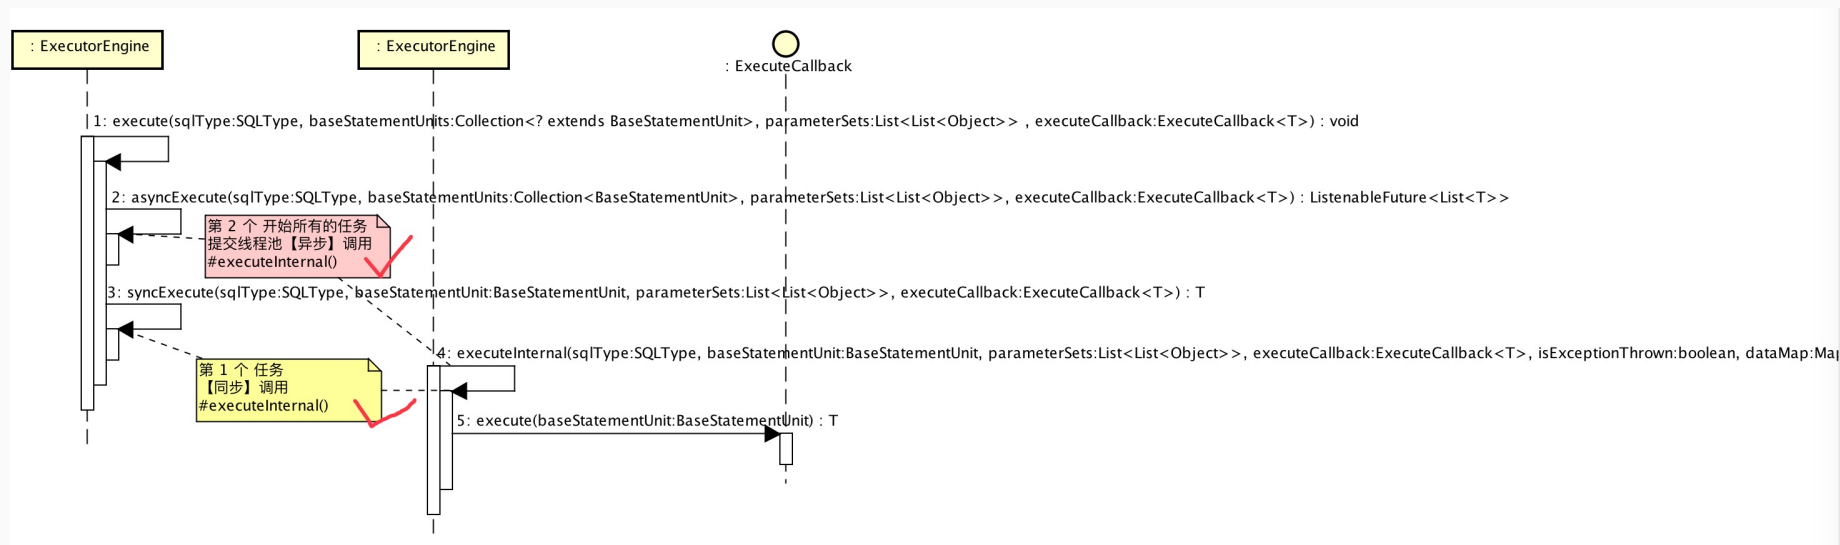 : ExecutorEngine
: ExecutorEngine
: ExecuteCallback
1: execute(sqlType:SQLType, baseStatementUnits:Collection<? extends BaseStatementUnit>, parameterSets:List<List<Object>> , executeCallback:ExecuteCallback<T>) : void
2: asyncExecute(sqlType:SQLType, baseStatementUnits:Collection<BaseStatementUnit>, parameterSets:List<List<Object>>, executeCallback:ExecuteCallback<T>) : ListenableFuture<List<T>>
第 2 个 开始所有的任务
提交线程池【异步】调用
#executeInternal()
3: syncExecute(sqlType:SQLType, baseStatementUnit:BaseStatementUnit, parameterSets:List<List<Object>>, executeCallback:ExecuteCallback<T>) : T
4: executeInternal(sqlType:SQLType, baseStatementUnit:BaseStatementUnit, parameterSets:List<List<Object>>, executeCallback:ExecuteCallback<T>, isExceptionThrown:boolean, dataMap:Map
第 1 个 任务
【同步】调用
#executeInternal()
5: execute(baseStatementUnit:BaseStatementUnit) : T